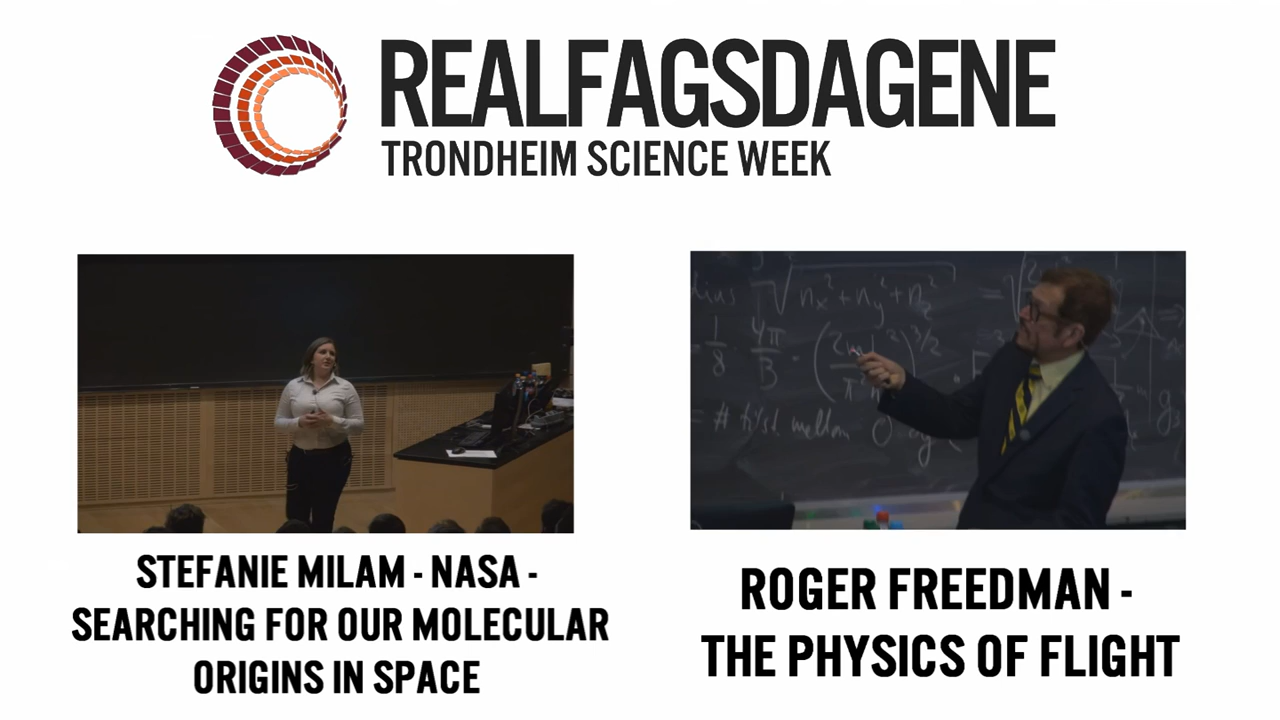 REALFAGSDAGENE
TRONDHEIM SCIENCE WEEK
STEFANIE MILAM - NASA -
SEARCHING FOR OUR MOLECULAR
ORIGINS IN SPACE
ROGER FREEDMAN -
THE PHYSICS OF FLIGHT